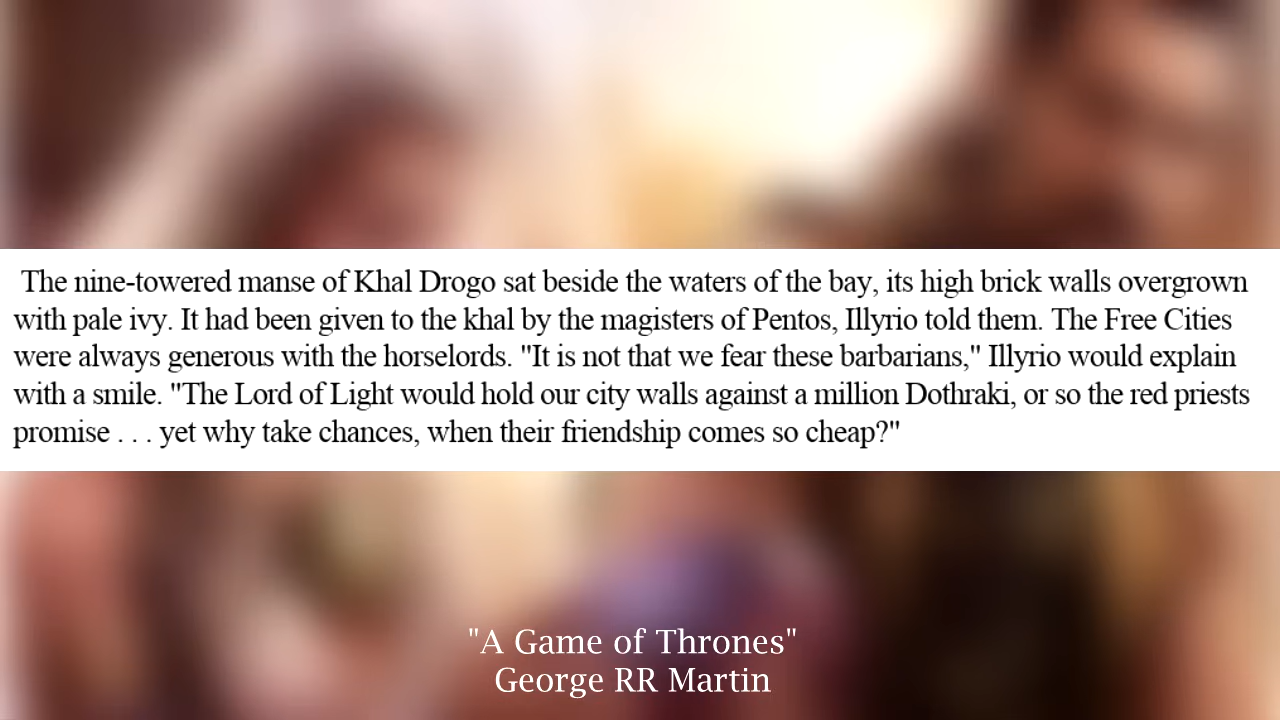 The nine-towered manse of Khal Drogo sat beside the waters of the bay, its high brick walls overgrown
with pale ivy. It had been given to the khal by the magisters of Pentos, Illyrio told them. The Free Cities
were always generous with the horselords. "It is not that we fear these barbarians," Illyrio would explain
with a smile. "The Lord of Light would hold our city walls against a million Dothraki, or so the red priests
promise . . . yet why take chances, when their friendship comes so cheap?"
"A Game of Thrones"
George RR Martin